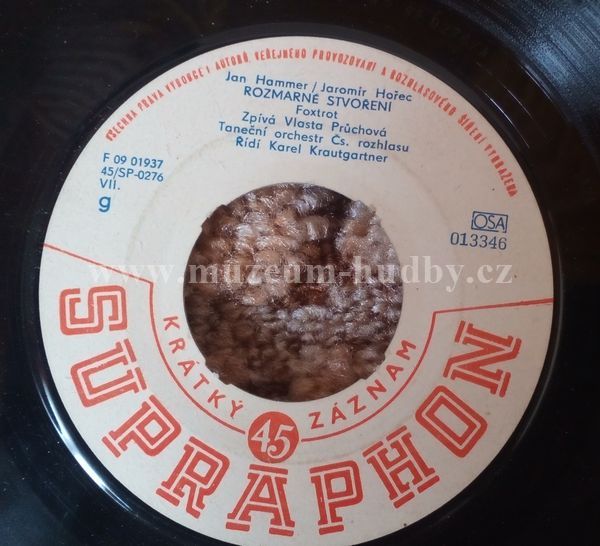 VŠECHNA PRÁVA VÝROBCE I AUTORŮ, VEŘEJNÉHO PROVOZOVÁNÍ A ROZHLASOVÉHO ŠÍŘENÍ VYHRAŽENA
Jan Hammer / Jaromír Hořec
ROZMARNÉ STVOŘENÍ
Foxtrot
Zpívá Vlasta Průchová
Taneční orchestr Čs. rozhlasu
Řídí Karel Krautgartner
F 09 01937
45/SP-0276
VII.
g
OSA
013346
www.muzeum-hudby.cz
KRÁTKÝ 45 ZÁZNAM
SUPRAPHON